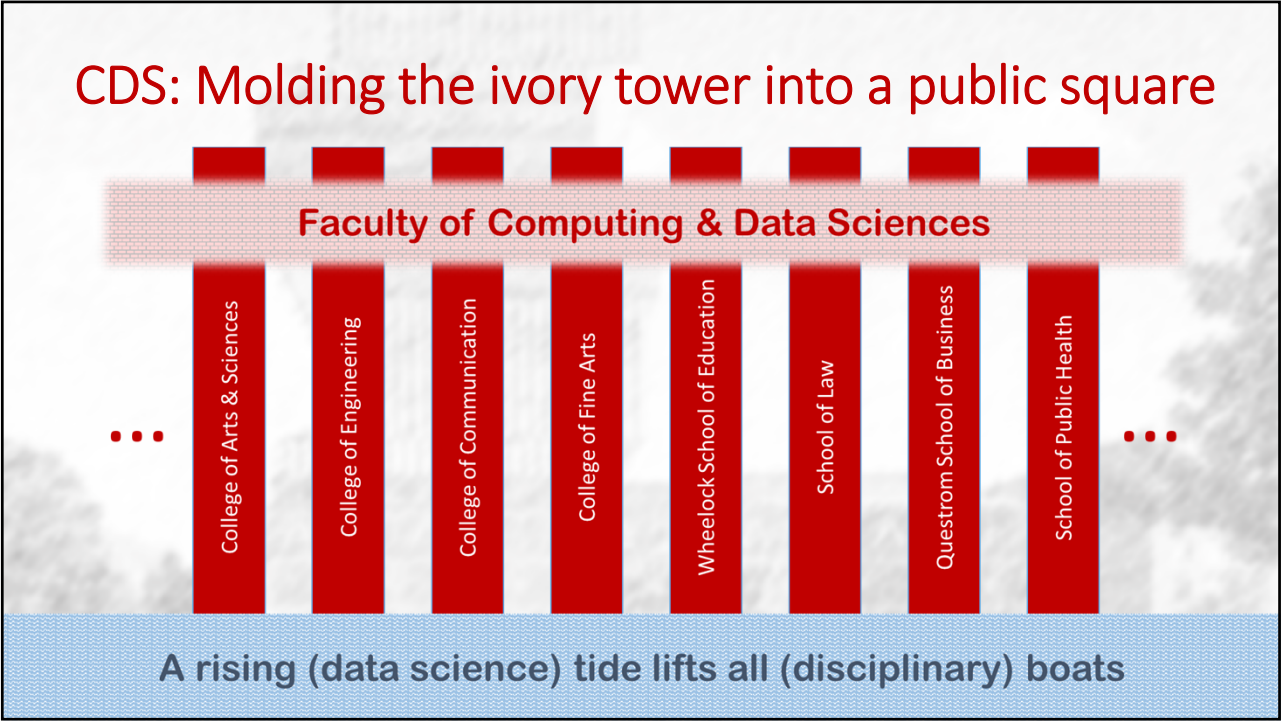 CDS: Molding the ivory tower into a public square
Faculty of Computing & Data Sciences
College of Arts & Sciences
College of Engineering
College of Communication
College of Fine Arts
Wheelock School of Education
School of Law
Questrom School of Business
School of Public Health
...
...
A rising (data science) tide lifts all (disciplinary) boats